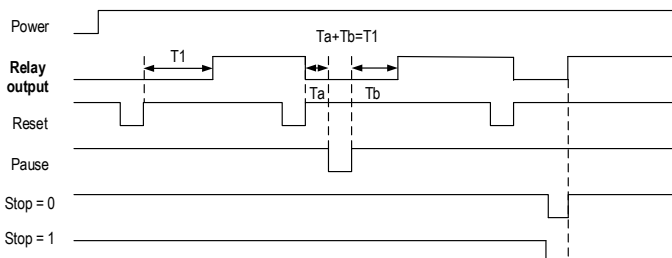 Power
Ta+Tb=T1
T1
Relay
output
Ta
Tb
Reset
Pause
Stop = 0
Stop = 1